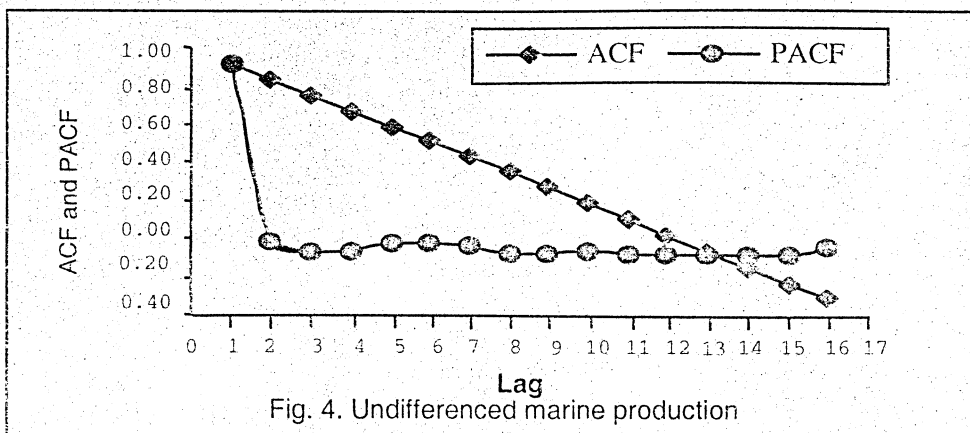 ACF PACF
ACF and PACF
1.00
0.80
0.60
0.40
0.20
0.00
0.20
0.40
0 1 2 3 4 5 6 7 8 9 10 11 12 13 14 15 16 17
Lag
Fig. 4. Undifferenced marine production